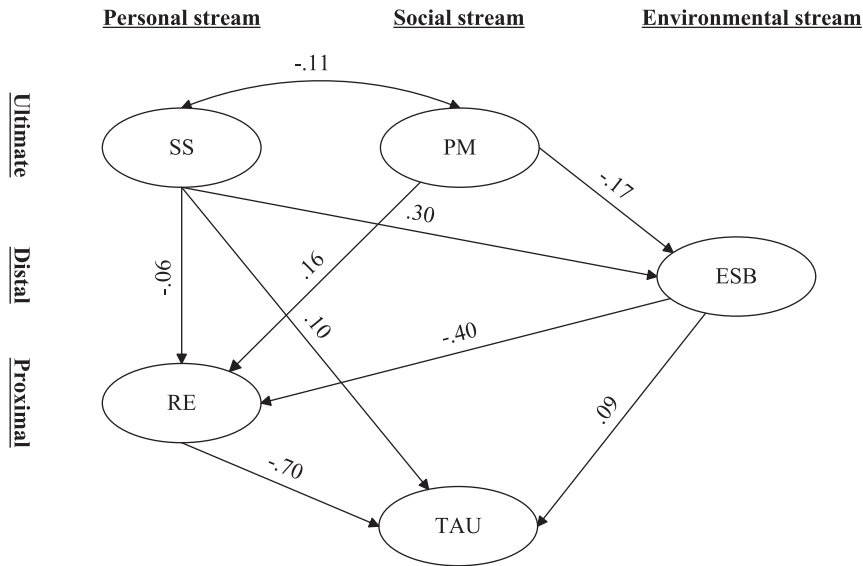 Personal stream
Social stream
Environmental stream
Ultimate
Distal
Proximal
-.11
SS
PM
-.17
.30
ESB
-.06
.16
.10
-.40
RE
.09
-.70
TAU